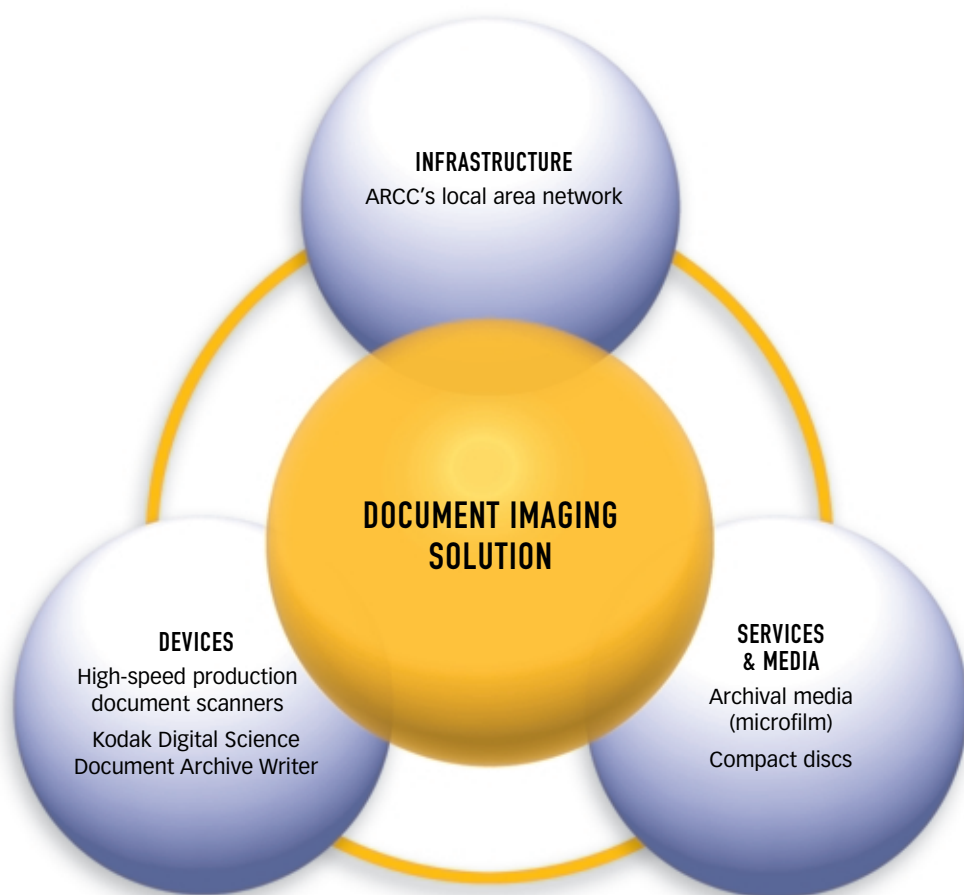 INFRASTRUCTURE
ARCC's local area network
DOCUMENT IMAGING
SOLUTION
DEVICES
High-speed production
document scanners
Kodak Digital Science
Document Archive Writer
SERVICES
& MEDIA
Archival media
(microfilm)
Compact discs